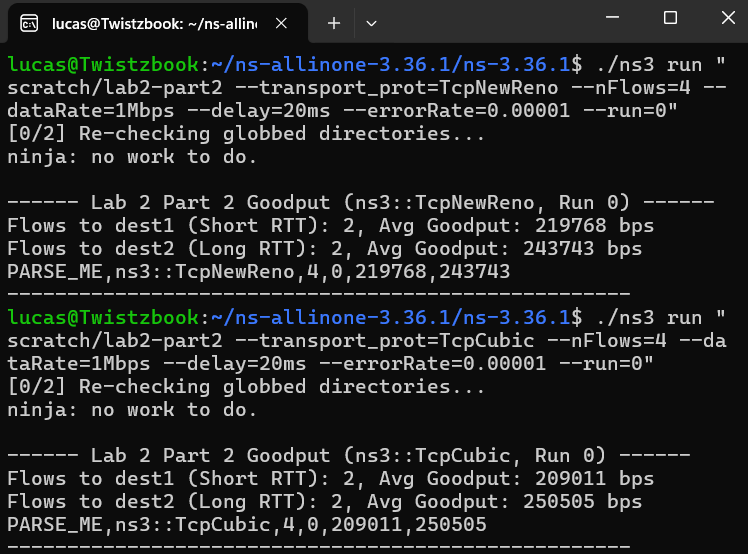 lucas@Twistzbook: ~/ns-allinon
lucas@Twistzbook:~/ns-allinone-3.36.1/ns-3.36.1$ ./ns3 run "
scratch/lab2-part2 --transport_prot=TcpNewReno --nFlows=4 --
dataRate=1Mbps --delay=20ms --errorRate=0.00001 --run=0"
[0/2] Re-checking globbed directories...
ninja: no work to do.
------ Lab 2 Part 2 Goodput (ns3::TcpNewReno, Run 0) ------
Flows to dest1 (Short RTT): 2, Avg Goodput: 219768 bps
Flows to dest2 (Long RTT): 2, Avg Goodput: 243743 bps
PARSE_ME,ns3::TcpNewReno,4,0,219768,243743
----------------------------------------------------
lucas@Twistzbook:~/ns-allinone-3.36.1/ns-3.36.1$ ./ns3 run "
scratch/lab2-part2 --transport_prot=TcpCubic --nFlows=4 --da
taRate=1Mbps --delay=20ms --errorRate=0.00001 --run=0"
[0/2] Re-checking globbed directories...
ninja: no work to do.
------ Lab 2 Part 2 Goodput (ns3::TcpCubic, Run 0) ------
Flows to dest1 (Short RTT): 2, Avg Goodput: 209011 bps
Flows to dest2 (Long RTT): 2, Avg Goodput: 250505 bps
PARSE_ME,ns3::TcpCubic,4,0,209011,250505
----------------------------------------------------